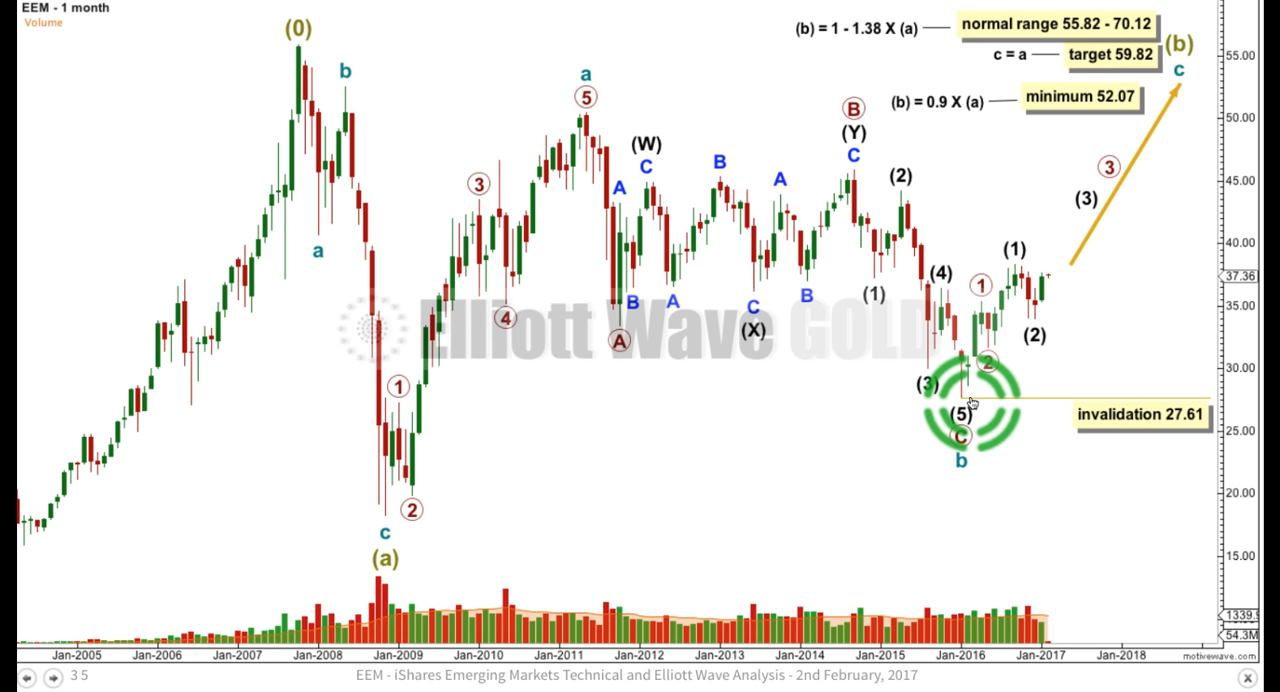 EEM - 1 month
Volume
(b) = 1 - 1.38 X (a)
normal range 55.82 - 70.12
c = a
target 59.82
(b) = 0.9 X (a)
minimum 52.07
(b)
c
(0)
b
a
a
5
B
(Y)
C
(W)
C
A
B
A
(2)
3
3
(3)
(1)
(4)
1
a
B
A
C
(X)
B
(1)
(2)
4
A
2
(3)
1
(5)
C
b
2
c
(a)
Elliott Wave GOLD
invalidation 27.61
55.00
50.00
45.00
40.00
37.36
35.00
30.00
25.00
20.00
15.00
1339.
54.3M
Jan-2005 Jan-2006 Jan-2007 Jan-2008 Jan-2009 Jan-2010 Jan-2011 Jan-2012 Jan-2013 Jan-2014 Jan-2015 Jan-2016 Jan-2017 Jan-2018
motivewave.com
35
EEM - iShares Emerging Markets Technical and Elliott Wave Analysis - 2nd February, 2017